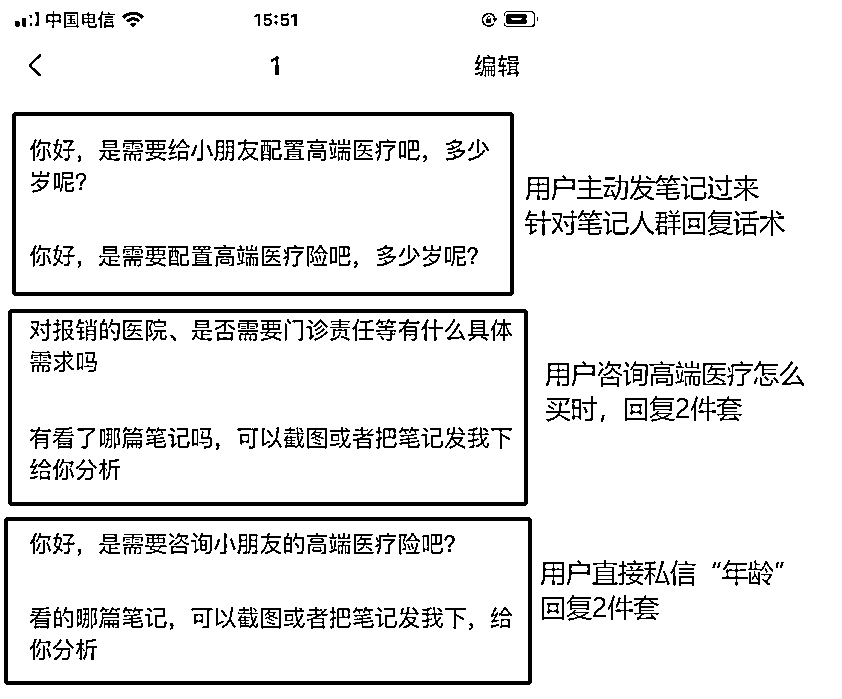 中国电信
15:51
1
编辑
你好，是需要给小朋友配置高端医疗吧，多少
岁呢？
你好，是需要配置高端医疗险吧，多少岁呢？
用户主动发笔记过来
针对笔记人群回复话术
对报销的医院、是否需要门诊责任等有什么具体
需求吗
有看了哪篇笔记吗，可以截图或者把笔记发我下
给你分析
用户咨询高端医疗怎么
买时，回复2件套
你好，是需要咨询小朋友的高端医疗险吧？
看的哪篇笔记，可以截图或者把笔记发我下，给
你分析
用户直接私信“年龄”
回复2件套